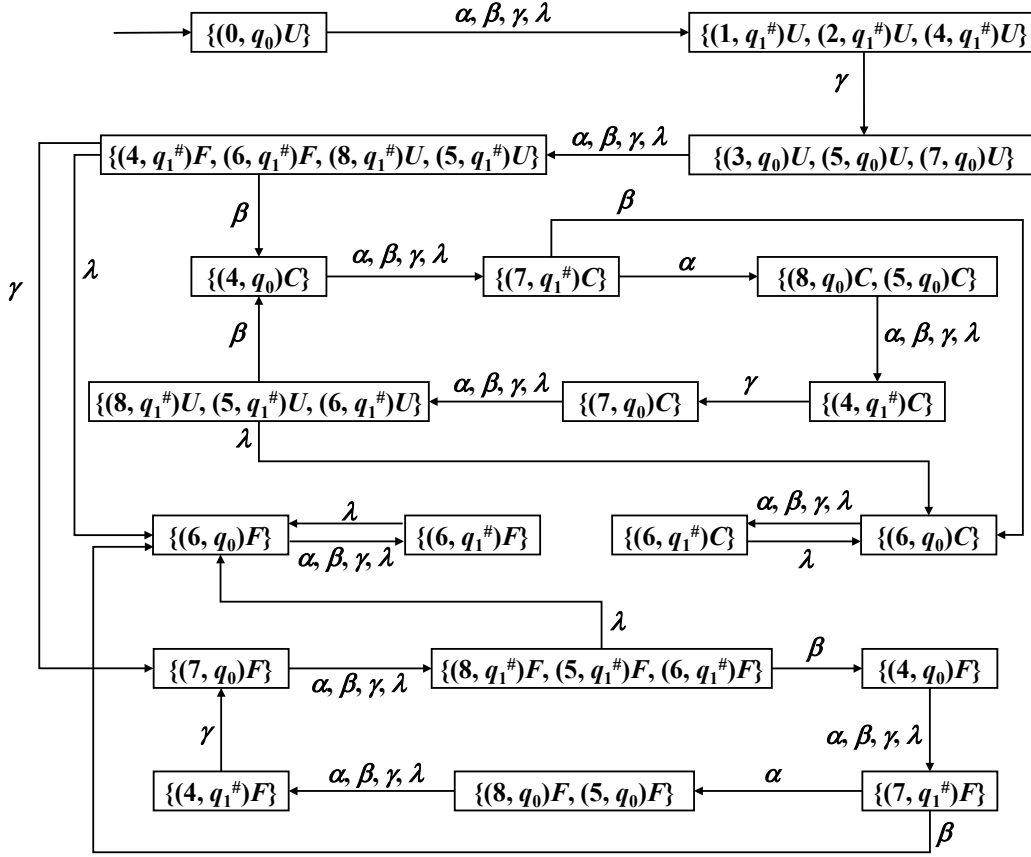 α, β, γ, λ
{(0, q₀)U}
{(1, q₁#)U, (2, q₁#)U, (4, q₁#)U}
γ
α, β, γ, λ
{(4, q₁#)F, (6, q₁#)F, (8, q₁#)U, (5, q₁#)U}
{(3, q₀)U, (5, q₀)U, (7, q₀)U}
β
β
α, β, γ, λ
α
γ
λ
{(4, q₀)C}
{(7, q₁#)C}
{(8, q₀)C, (5, q₀)C}
β
α, β, γ, λ
α, β, γ, λ
γ
{(8, q₁#)U, (5, q₁#)U, (6, q₁#)U}
{(7, q₀)C}
{(4, q₁#)C}
λ
λ
α, β, γ, λ
{(6, q₀)F}
{(6, q₁#)F}
{(6, q₁#)C}
{(6, q₀)C}
α, β, γ, λ
λ
λ
β
{(7, q₀)F}
{(8, q₁#)F, (5, q₁#)F, (6, q₁#)F}
{(4, q₀)F}
α, β, γ, λ
γ
α, β, γ, λ
α, β, γ, λ
α
{(4, q₁#)F}
{(8, q₀)F, (5, q₀)F}
{(7, q₁#)F}
β